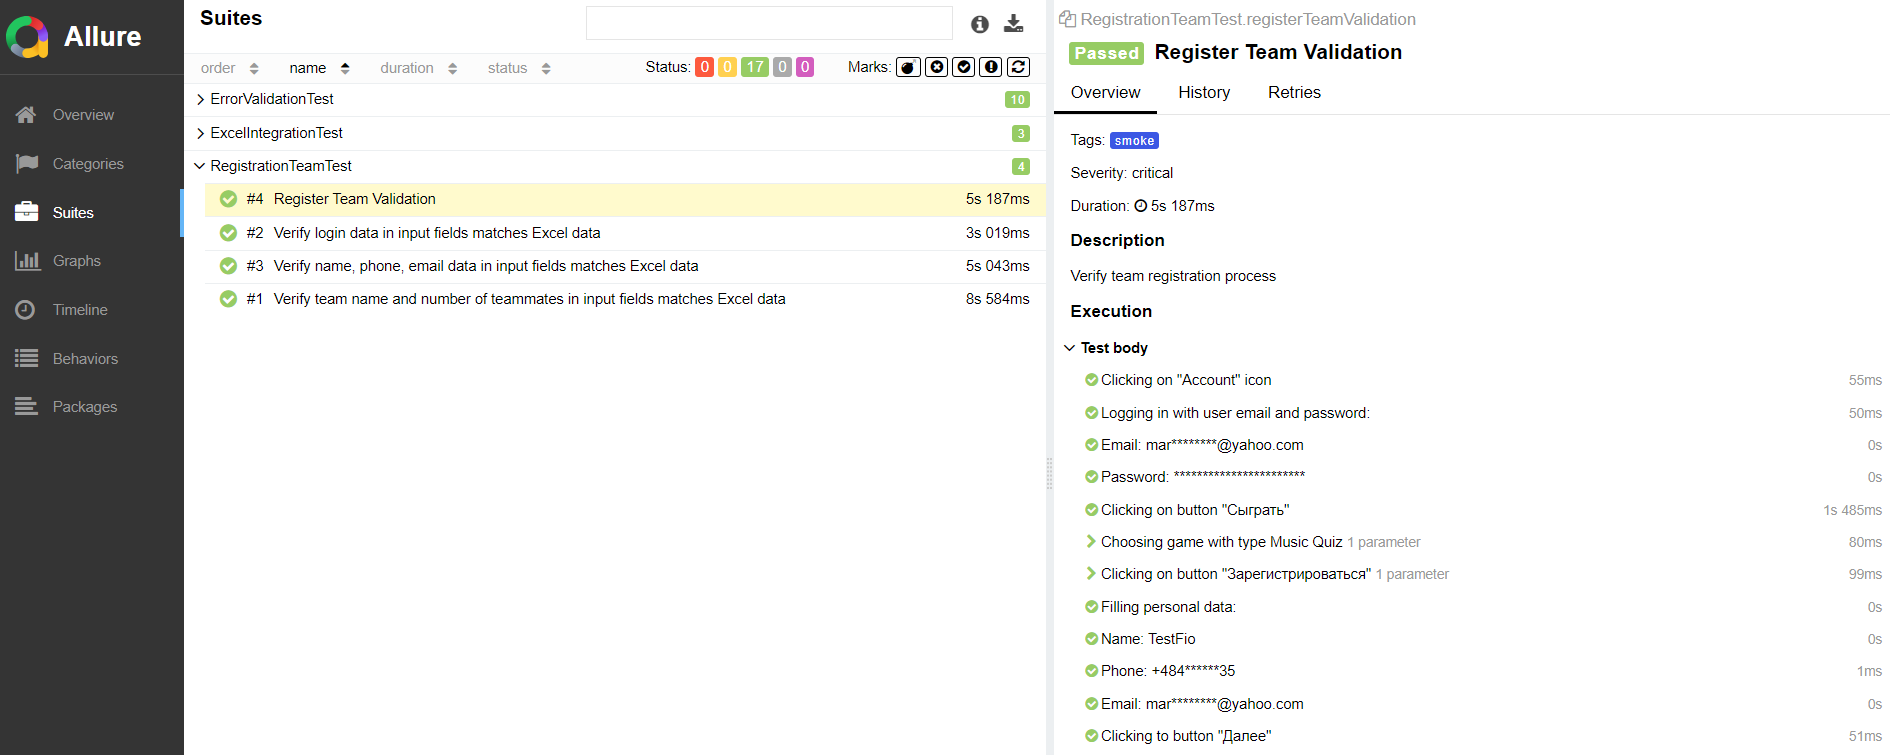 Allure
Overview
Categories
Suites
Graphs
Timeline
Behaviors
Packages
Suites
order name duration status Status: 0 0 17 0 0 Marks:
ErrorValidationTest 10
ExcelIntegrationTest 3
RegistrationTeamTest 4
#4 Register Team Validation 5s 187ms
#2 Verify login data in input fields matches Excel data 3s 019ms
#3 Verify name, phone, email data in input fields matches Excel data 5s 043ms
#1 Verify team name and number of teammates in input fields matches Excel data 8s 584ms
RegistrationTeamTest.registerTeamValidation
Passed Register Team Validation
Overview History Retries
Tags: smoke
Severity: critical
Duration: 5s 187ms
Description
Verify team registration process
Execution
Test body
Clicking on "Account" icon 55ms
Logging in with user email and password: 50ms
Email: mar********@yahoo.com 0s
Password: *********************** 0s
Clicking on button "Сыграть" 1s 485ms
Choosing game with type Music Quiz 1 parameter 80ms
Clicking on button "Зарегистрироваться" 1 parameter 99ms
Filling personal data: 0s
Name: TestFio 0s
Phone: +484******35 1ms
Email: mar********@yahoo.com 0s
Clicking to button "Далее" 51ms